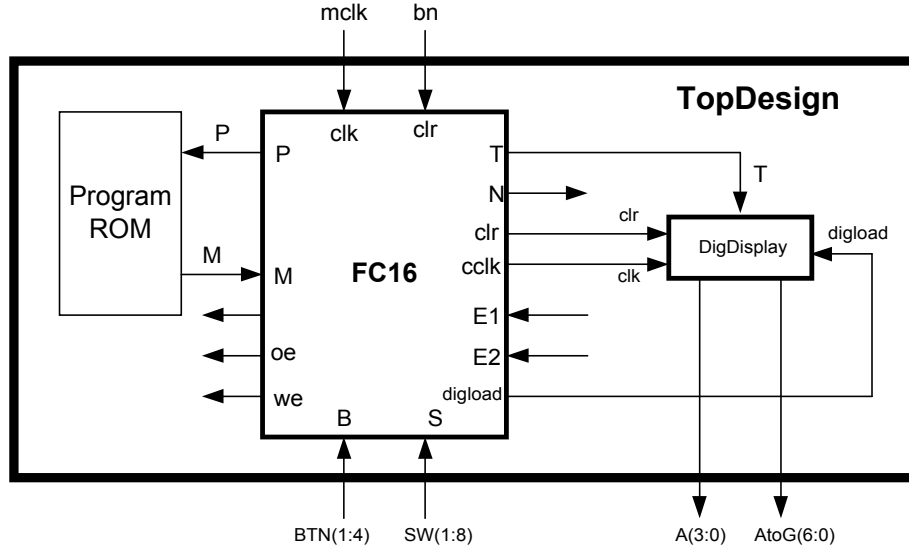 mclk
bn
TopDesign
P
P
clk
clr
T
T
Program
ROM
N
clr
clr
DigDisplay
digload
M
M
FC16
cclk
clk
E1
oe
E2
we
digload
B
S
BTN(1:4)
SW(1:8)
A(3:0)
AtoG(6:0)